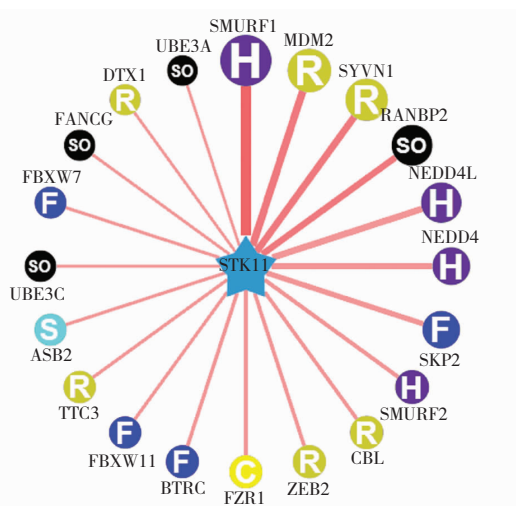 SMURF1
H
MDM2
R
SYVN1
R
RANBP2
SO
NEDD4L
H
NEDD4
H
SKP2
F
SMURF2
H
CBL
R
ZEB2
R
FZR1
C
BTRC
F
FBXW11
F
TTC3
R
ASB2
S
UBE3C
SO
FBXW7
F
FANCG
SO
DTX1
R
UBE3A
SO
STK11